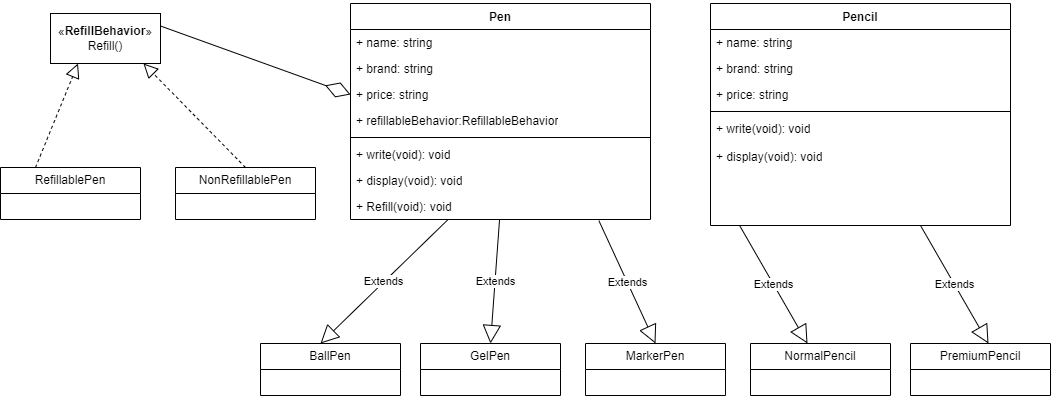 «RefillBehavior»
Refill()
RefillablePen
NonRefillablePen
Pen
+ name: string
+ brand: string
+ price: string
+ refillableBehavior:RefillableBehavior
+ write(void): void
+ display(void): void
+ Refill(void): void
Pencil
+ name: string
+ brand: string
+ price: string
+ write(void): void
+ display(void): void
Extends
Extends
Extends
Extends
Extends
BallPen
GelPen
MarkerPen
NormalPencil
PremiumPencil